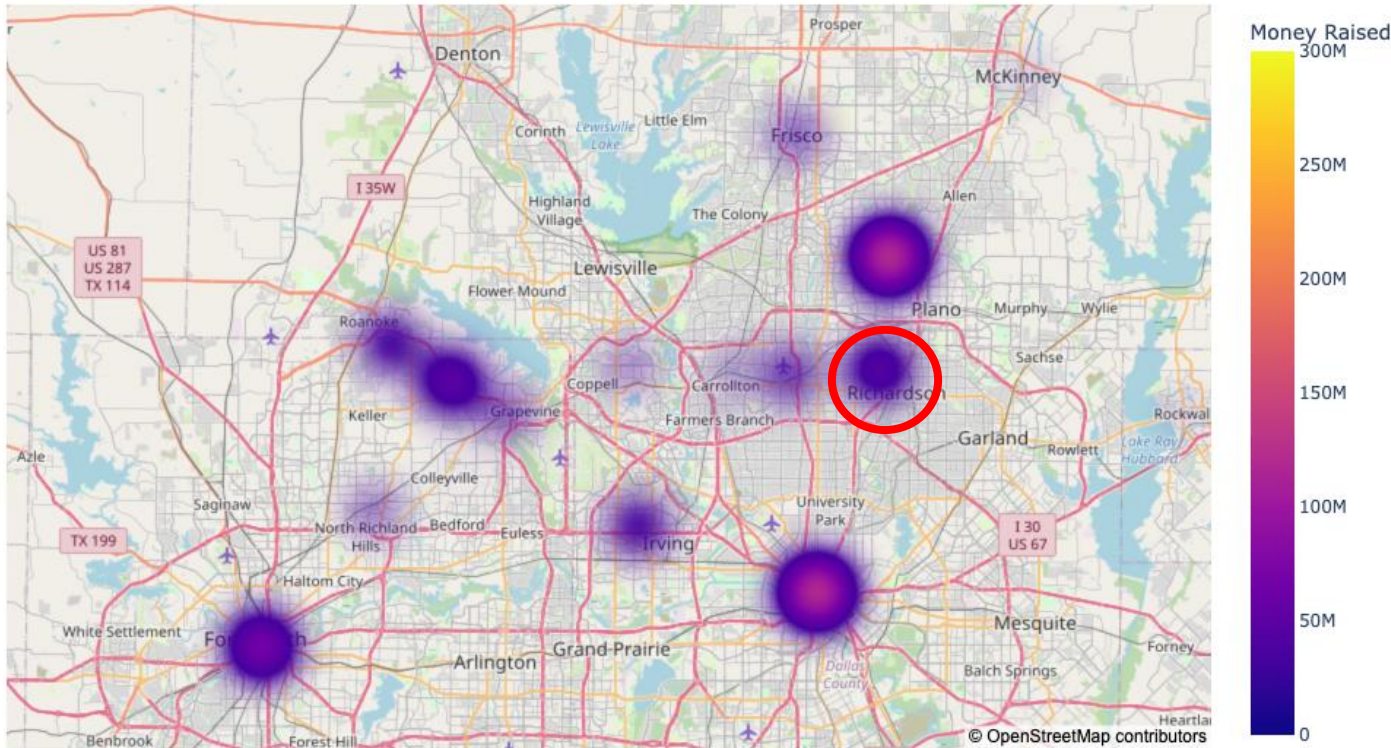 Prosper
Money Raised
300M
Denton
McKinney
Corinth
Lewisville
Lake
Little Elm
Frisco
250M
I 35W
Highland
Village
The Colony
Allen
US 81
US 287
TX 114
Lewisville
200M
Flower Mound
Plano
Murphy
Wylie
Roanoke
Sachse
Coppell
Carrollton
Richardson
150M
Keller
Grapevine
Farmers Branch
Rockwal
Garland
Lake Ray
Hubbard
Rowlett
Azle
Colleyville
Saginaw
University
Park
100M
TX 199
North Richland
Hills
Bedford
Euless
Irving
I 30
US 67
Haltom City
White Settlement
Mesquite
50M
Grand Prairie
Forney
Arlington
Dallas
County
Balch Springs
Heartlan
Benbrook
Forest Hill
© OpenStreetMap contributors
0